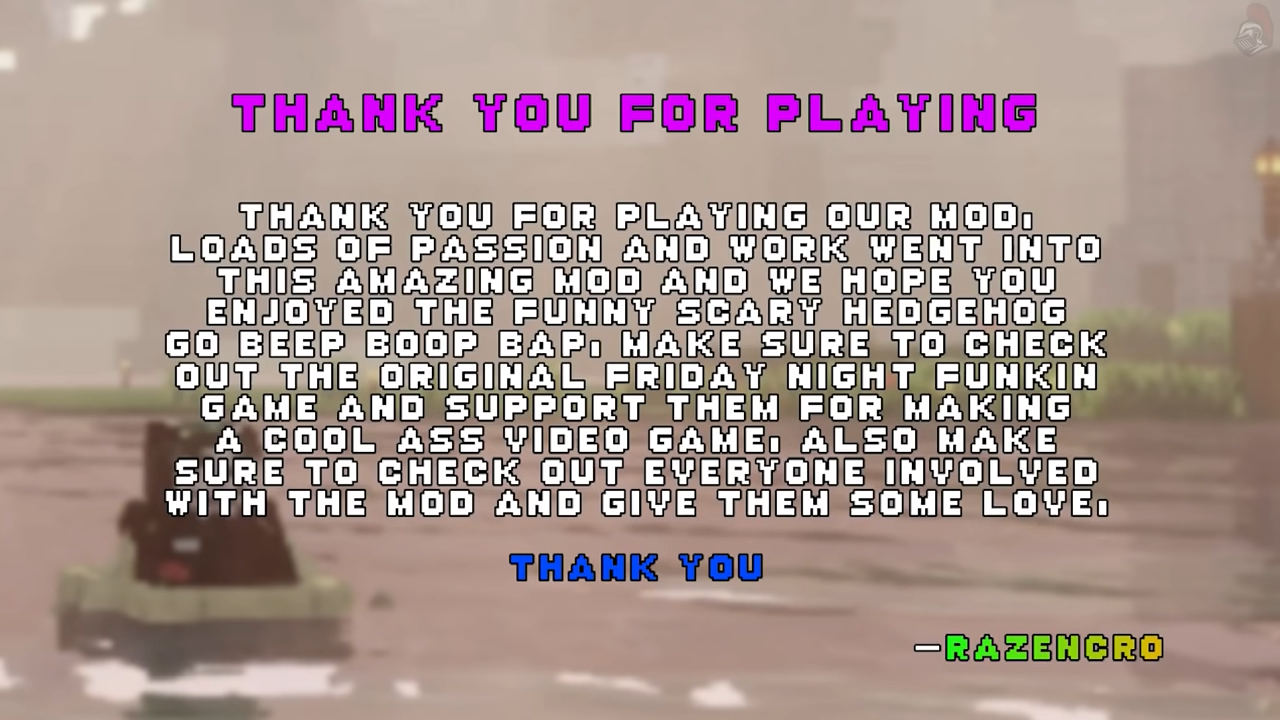 THANK YOU FOR PLAYING
THANK YOU FOR PLAYING OUR MOD.
LOADS OF PASSION AND WORK WENT INTO
THIS AMAZING MOD AND WE HOPE YOU
ENJOYED THE FUNNY SCARY HEDGEHOG
GO BEEP BOOP BAP. MAKE SURE TO CHECK
OUT THE ORIGINAL FRIDAY NIGHT FUNKIN
GAME AND SUPPORT THEM FOR MAKING
A COOL ASS VIDEO GAME. ALSO MAKE
SURE TO CHECK OUT EVERYONE INVOLVED
WITH THE MOD AND GIVE THEM SOME LOVE.
THANK YOU
—RAZENCRO